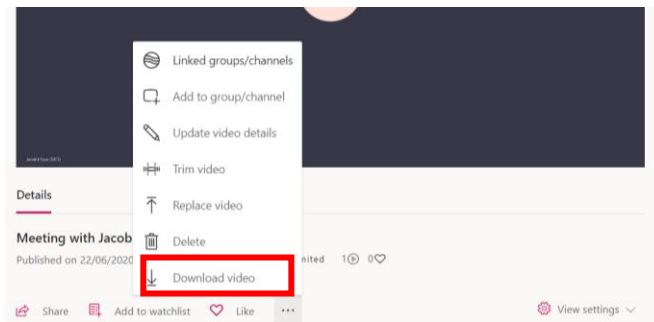 Linked groups/channels
Add to group/channel
Update video details
Trim video
Replace video
Delete
Download video
Details
Meeting with Jacob
Published on 22/06/2020 nited 1 0
Share Add to watchlist Like ... View settings